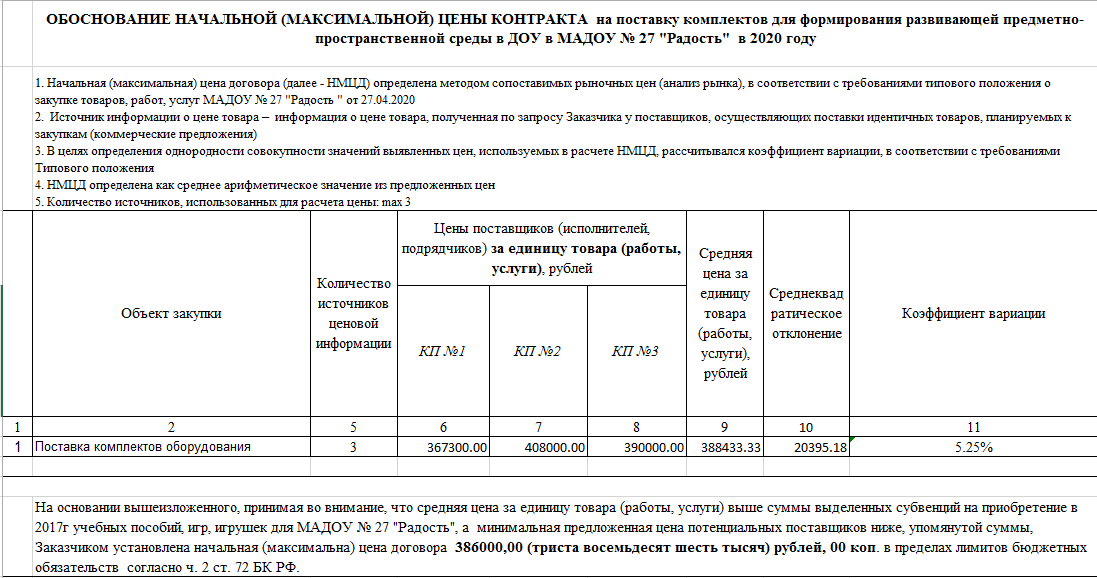 ОБОСНОВАНИЕ НАЧАЛЬНОЙ (МАКСИМАЛЬНОЙ) ЦЕНЫ КОНТРАКТА на поставку комплектов для формирования развивающей предметно-
пространственной среды в ДОУ в МАДОУ № 27 "Радость" в 2020 году
1. Начальная (максимальная) цена договора (далее - НМЦД) определена методом сопоставимых рыночных цен (анализ рынка), в соответствии с требованиями типового положения о
закупке товаров, работ, услуг МАДОУ № 27 "Радость " от 27.04.2020
2. Источник информации о цене товара – информация о цене товара, полученная по запросу Заказчика у поставщиков, осуществляющих поставки идентичных товаров, планируемых к
закупкам (коммерческие предложения)
3. В целях определения однородности совокупности значений выявленных цен, используемых в расчете НМЦД, рассчитывался коэффициент вариации, в соответствии с требованиями
Типового положения
4. НМЦД определена как среднее арифметическое значение из предложенных цен
5. Количество источников, использованных для расчета цены: max 3
Объект закупки
Количество
источников
ценовой
информации
Цены поставщиков (исполнителей,
подрядчиков) за единицу товара (работы,
услуги), рублей
КП №1
КП №2
КП №3
Средняя
цена за
единицу
товара
(работы,
услуги),
рублей
Среднеквад
ратическое
отклонение
Коэффициент вариации
1 2 5 6 7 8 9 10 11
1 Поставка комплектов оборудования 3 367300.00 408000.00 390000.00 388433.33 20395.18 5.25%
На основании вышеизложенного, принимая во внимание, что средняя цена за единицу товара (работы, услуги) выше суммы выделенных субвенций на приобретение в
2017г учебных пособий, игр, игрушек для МАДОУ № 27 "Радость", а минимальная предложенная цена потенциальных поставщиков ниже, упомянутой суммы,
Заказчиком установлена начальная (максимальна) цена договора 386000,00 (триста восемьдесят шесть тысяч) рублей, 00 коп. в пределах лимитов бюджетных
обязательств согласно ч. 2 ст. 72 БК РФ.